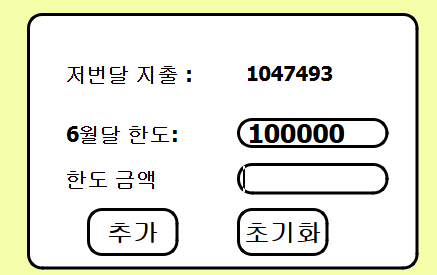 저번달 지출 : 1047493
6월달 한도: 100000
한도 금액
추가 초기화